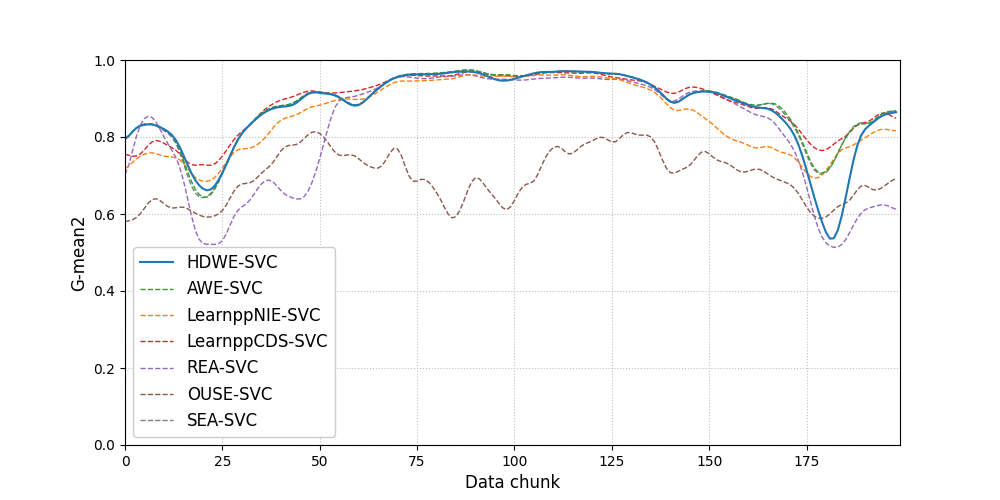 1.0
0.8
0.6
0.4
0.2
0.0
G-mean2
HDWE-SVC
AWE-SVC
LearnppNIE-SVC
LearnppCDS-SVC
REA-SVC
OUSE-SVC
SEA-SVC
0 25 50 75 100 125 150 175
Data chunk